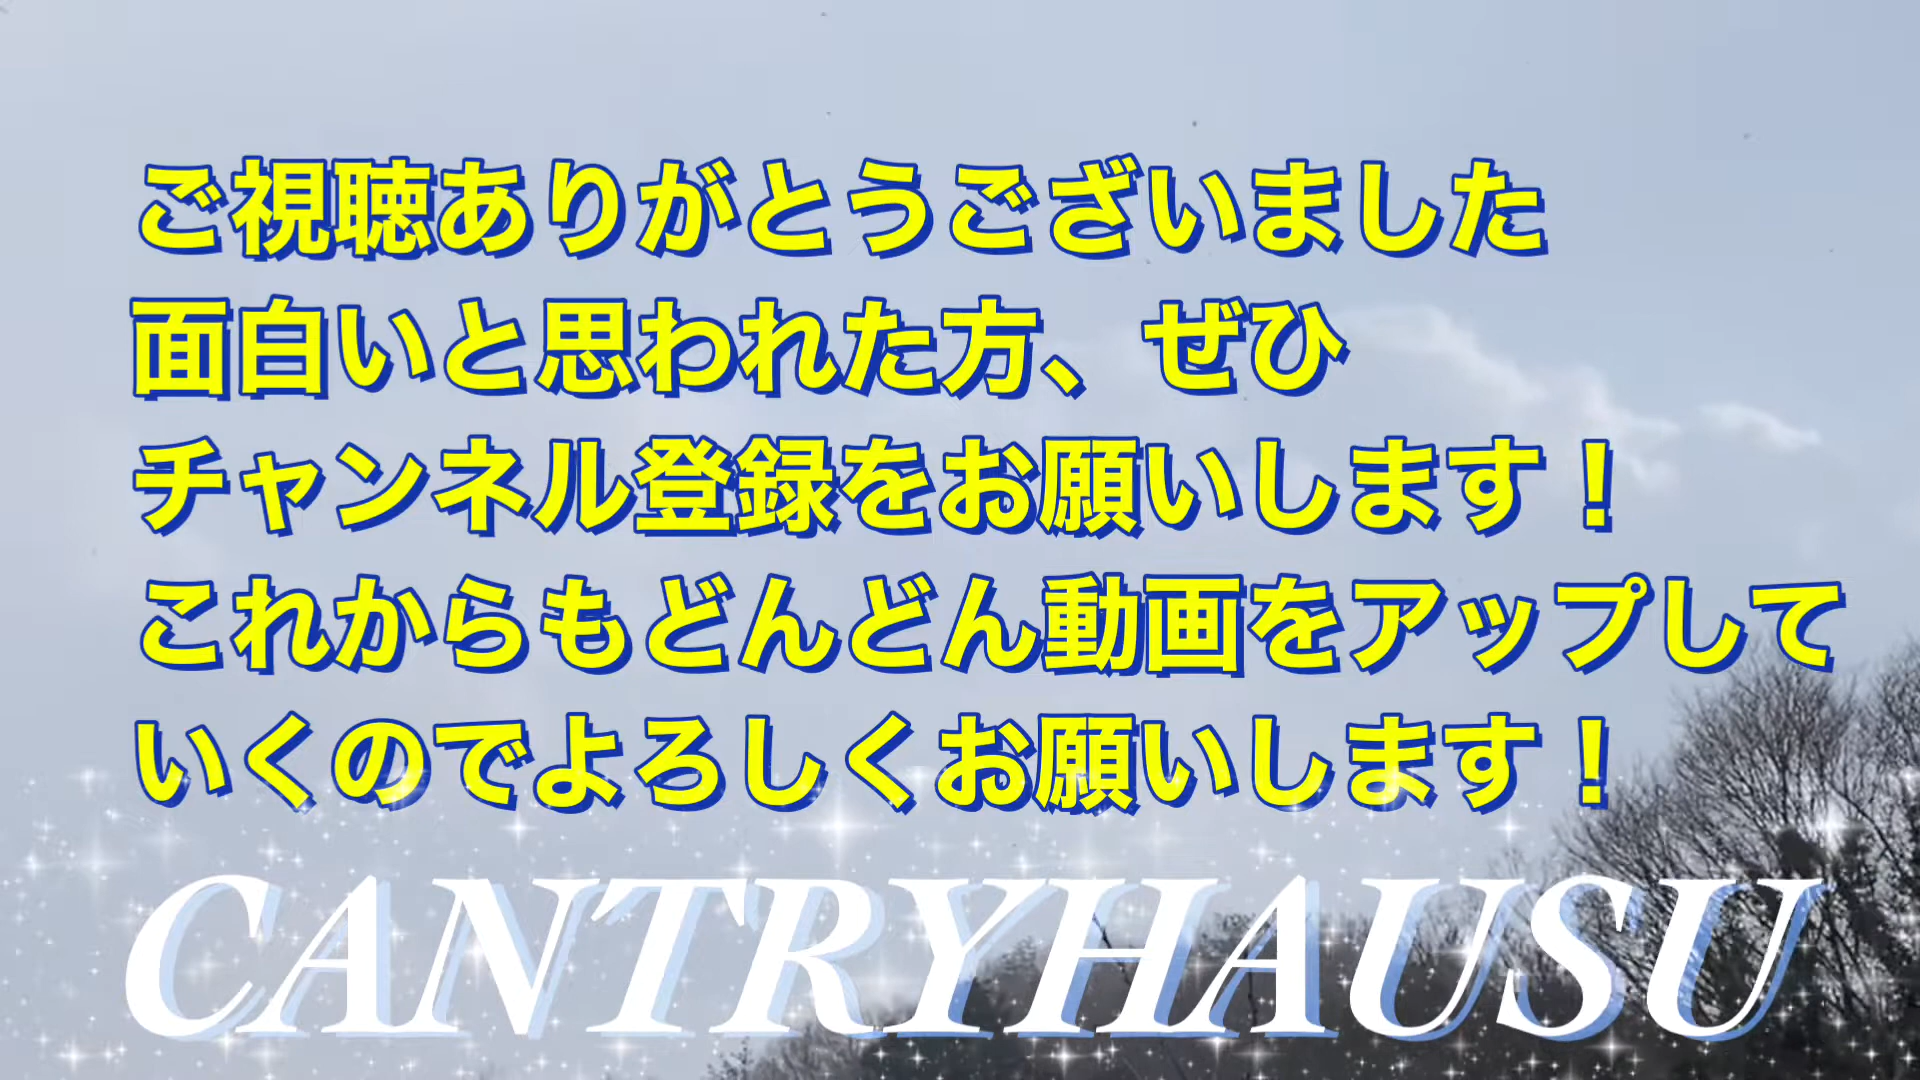 ご視聴ありがとうございました
面白いと思われた方、ぜひ
チャンネル登録をお願いします！
これからもどんどん動画をアップして
いくのでよろしくお願いします！
CANTRYHAUSU